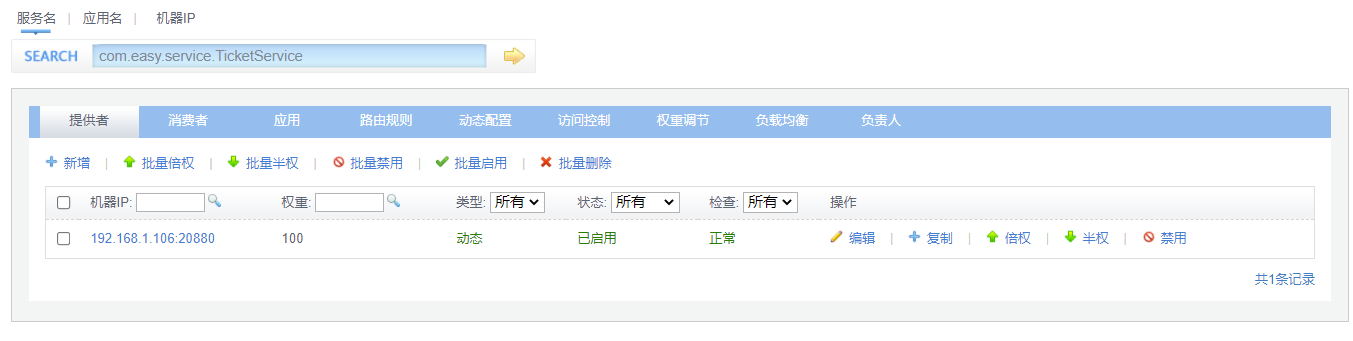 服务名 | 应用名 | 机器IP
SEARCH com.easy.service.TicketService
提供者 消费者 应用 路由规则 动态配置 访问控制 权重调节 负载均衡 负责人
新增 | 批量倍权 | 批量半权 | 批量禁用 | 批量启用 | 批量删除
机器IP: 权重: 类型: 所有 状态: 所有 检查: 所有 操作
192.168.1.106:20880 100 动态 已启用 正常 编辑 | 复制 | 倍权 | 半权 | 禁用
共1条记录